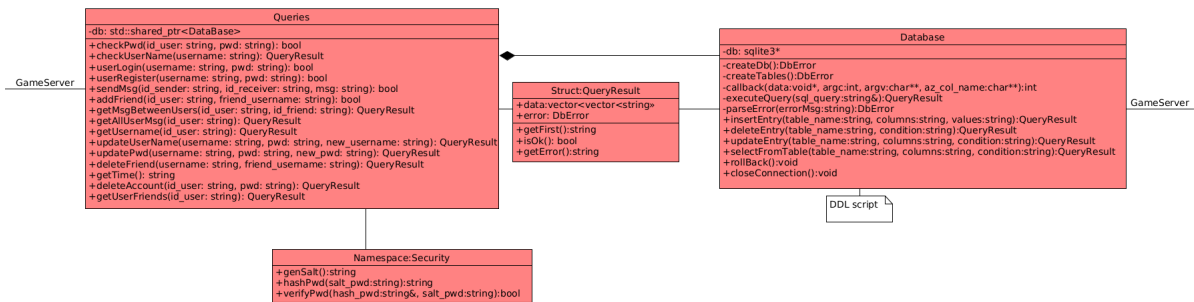 Queries
-db: std::shared_ptr<DataBase>
+checkPwd(id_user: string, pwd: string): bool
+checkUserName(username: string): QueryResult
+userLogin(username: string, pwd: string): bool
+userRegister(username: string, pwd: string): bool
+sendMsg(id_sender: string, id_receiver: string, msg: string): bool
+addFriend(id_user: string, friend_username: string): bool
+getMsgBetweenUsers(id_user: string, id_friend: string): QueryResult
+getAllUserMsg(id_user: string): QueryResult
+getUsername(id_user: string): QueryResult
+updateUserName(username: string, pwd: string, new_username: string): QueryResult
+updatePwd(username: string, pwd: string, new_pwd: string): QueryResult
+deleteFriend(username: string, friend_username: string): QueryResult
+getTime(): string
+deleteAccount(id_user: string, pwd: string): QueryResult
+getUserFriends(id_user: string): QueryResult
GameServer
Struct:QueryResult
+data:vector<vector<string»
+error: DbError
+getFirst():string
+isOk(): bool
+getError():string
Database
-db: sqlite3*
-createDb():DbError
-createTables():DbError
-callback(data:void*, argc:int, argv:char**, az_col_name:char**):int
-executeQuery(sql_query:string&):QueryResult
-parseError(errorMsg:string):DbError
+insertEntry(table_name:string, columns:string, values:string):QueryResult
+deleteEntry(table_name:string, condition:string):QueryResult
+updateEntry(table_name:string, columns:string, condition:string):QueryResult
+selectFromTable(table_name:string, columns:string, condition:string):QueryResult
+rollBack():void
+closeConnection():void
GameServer
DDL script
Namespace:Security
+genSalt():string
+hashPwd(salt_pwd:string):string
+verifyPwd(hash_pwd:string&, salt_pwd:string):bool